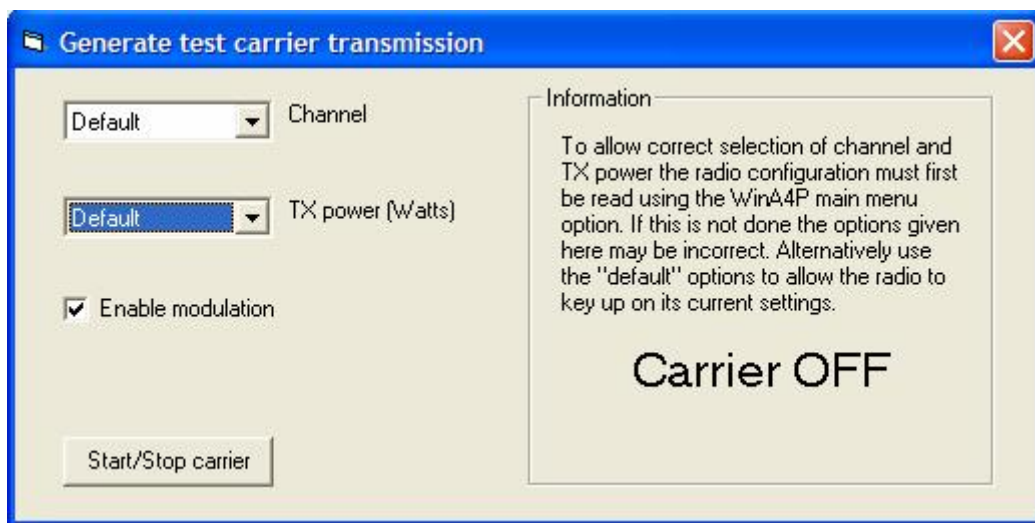 Generate test carrier transmission
Default
Channel
Default
TX power (Watts)
Enable modulation
Start/Stop carrier
Information
To allow correct selection of channel and
TX power the radio configuration must first
be read using the WinA4P main menu
option. If this is not done the options given
here may be incorrect. Alternatively use
the "default" options to allow the radio to
key up on its current settings.
Carrier OFF